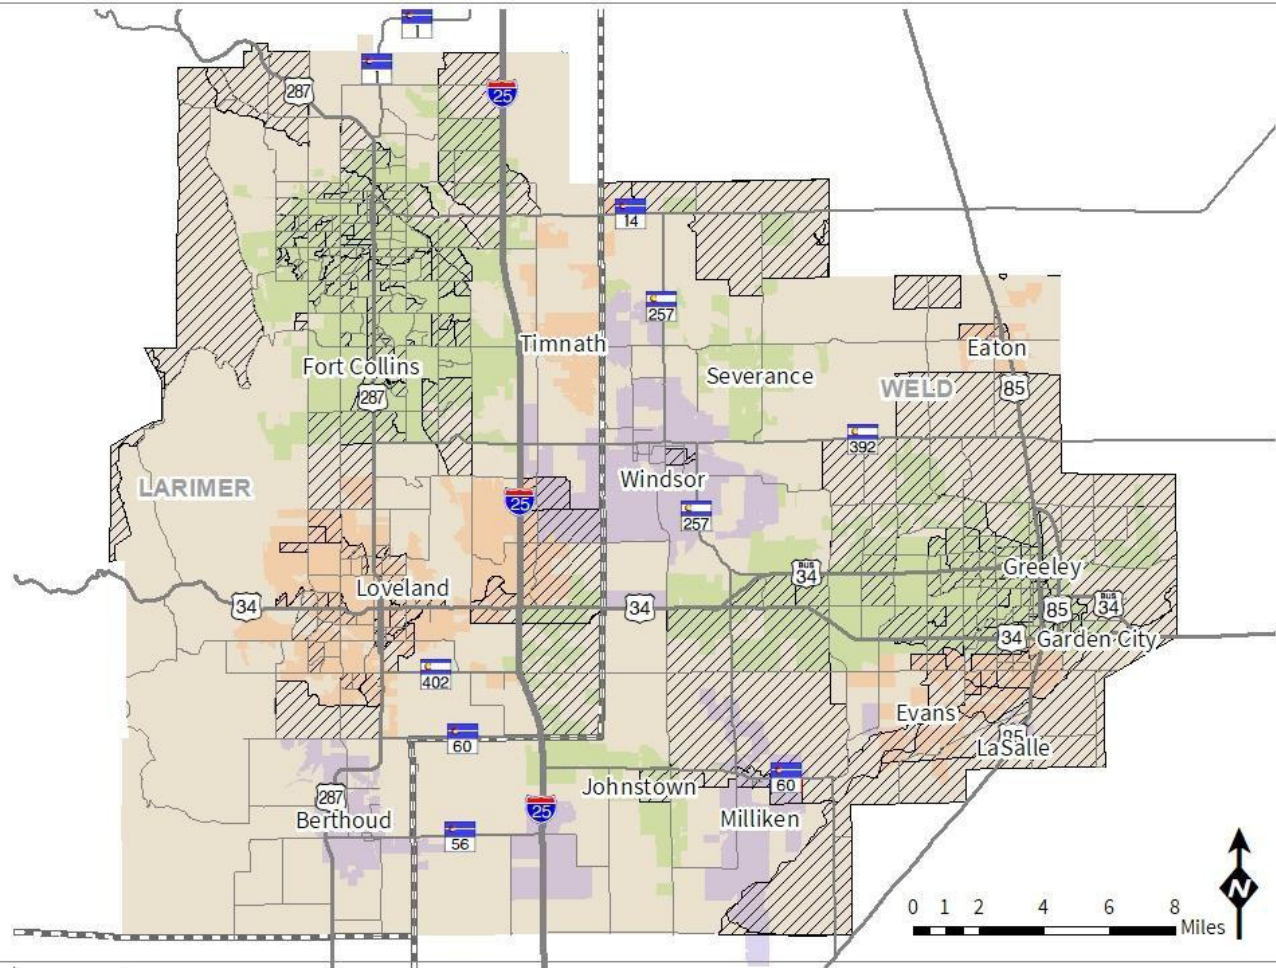 1
1
287
25
14
257
Timnath
Eaton
Fort Collins
Severance
WELD
85
287
392
LARIMER
Windsor
25
257
Greeley
BUS
34
Loveland
34
34
85
BUS
34
34
Garden City
402
Evans
60
85
LaSalle
60
Johnstown
287
25
Berthoud
Milliken
56
N
0 1 2 4 6 8
Miles